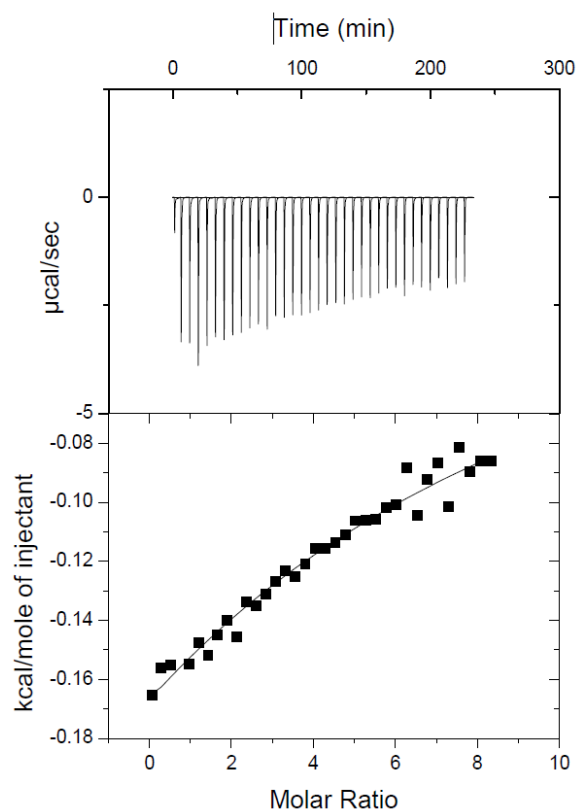 Time (min)
0 100 200 300
0
-5
µcal/sec
-0.08
-0.10
-0.12
-0.14
-0.16
-0.18
kcal/mole of injectant
0 2 4 6 8 10
Molar Ratio